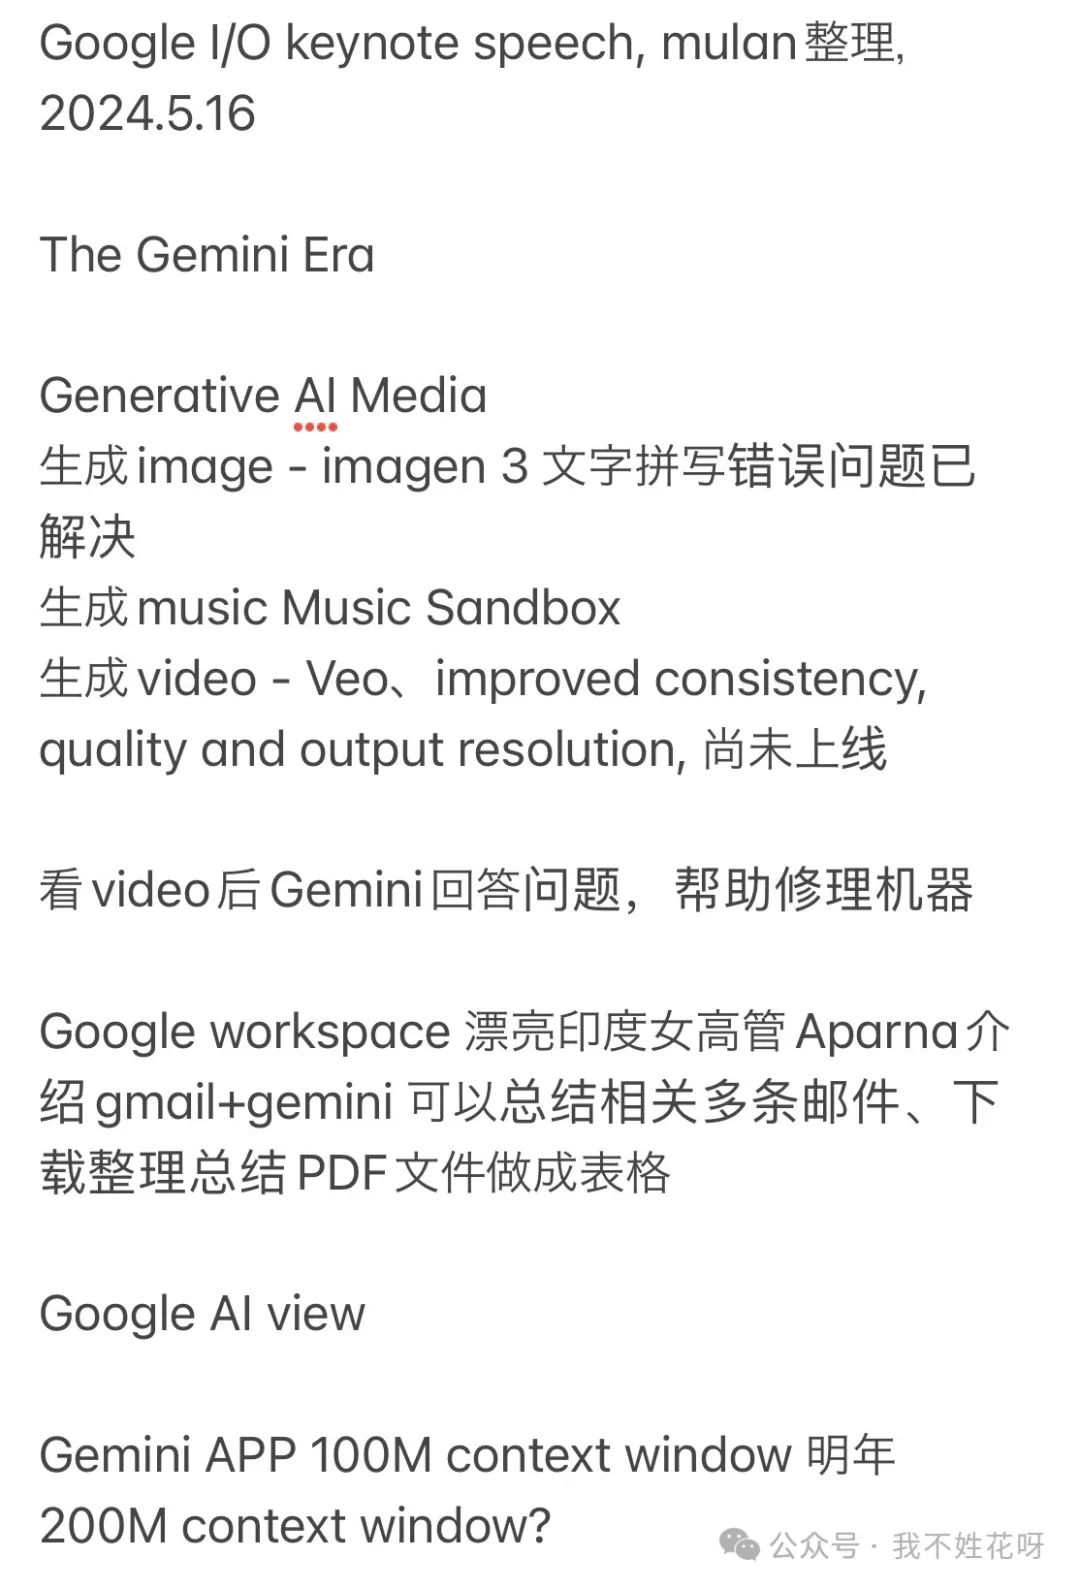 Google I/O keynote speech, mulan整理,
2024.5.16
The Gemini Era
Generative AI Media
生成image - imagen 3 文字拼写错误问题已
解决
生成music Music Sandbox
生成video - Veo、improved consistency,
quality and output resolution, 尚未上线
看video后Gemini回答问题，帮助修理机器
Google workspace 漂亮印度女高管Aparna介
绍gmail+gemini 可以总结相关多条邮件、下
载整理总结PDF文件做成表格
Google AI view
Gemini APP 100M context window 明年
200M context window?
公众号 · 我不姓花呀